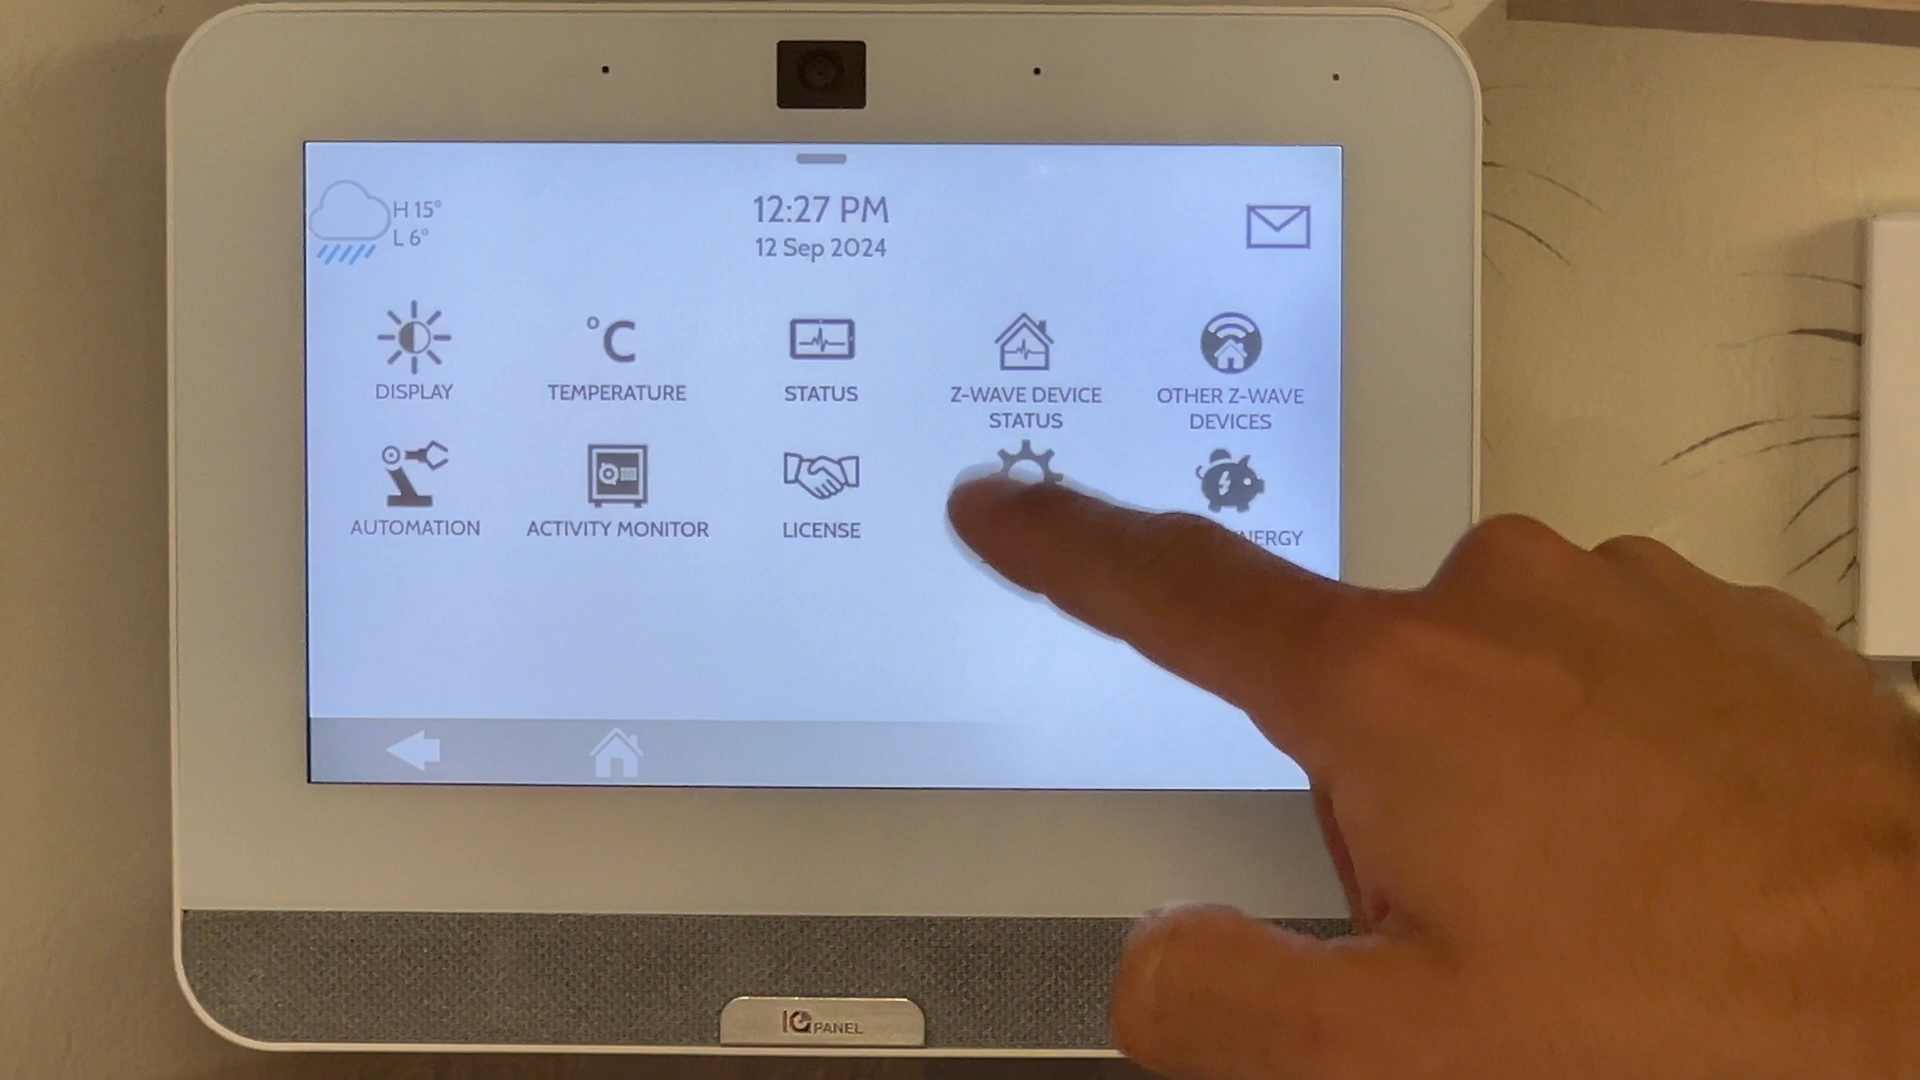 H 15°
L 6°
12:27 PM
12 Sep 2024
DISPLAY
°C
TEMPERATURE
STATUS
Z-WAVE DEVICE
STATUS
OTHER Z-WAVE
DEVICES
AUTOMATION
ACTIVITY MONITOR
LICENSE
IQ PANEL